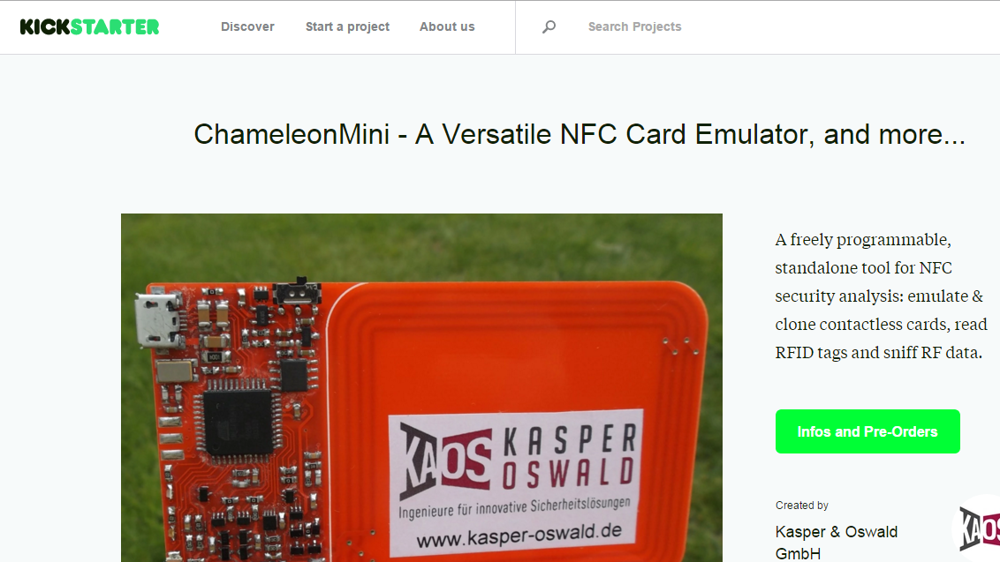 KICKSTARTER
Discover
Start a project
About us
Search Projects
ChameleonMini - A Versatile NFC Card Emulator, and more...
KAOS KASPER
OSWALD
Ingenieure für innovative Sicherheitslösungen
www.kasper-oswald.de
A freely programmable,
standalone tool for NFC
security analysis: emulate &
clone contactless cards, read
RFID tags and sniff RF data.
Infos and Pre-Orders
Created by
Kasper & Oswald
GmbH
KAOS